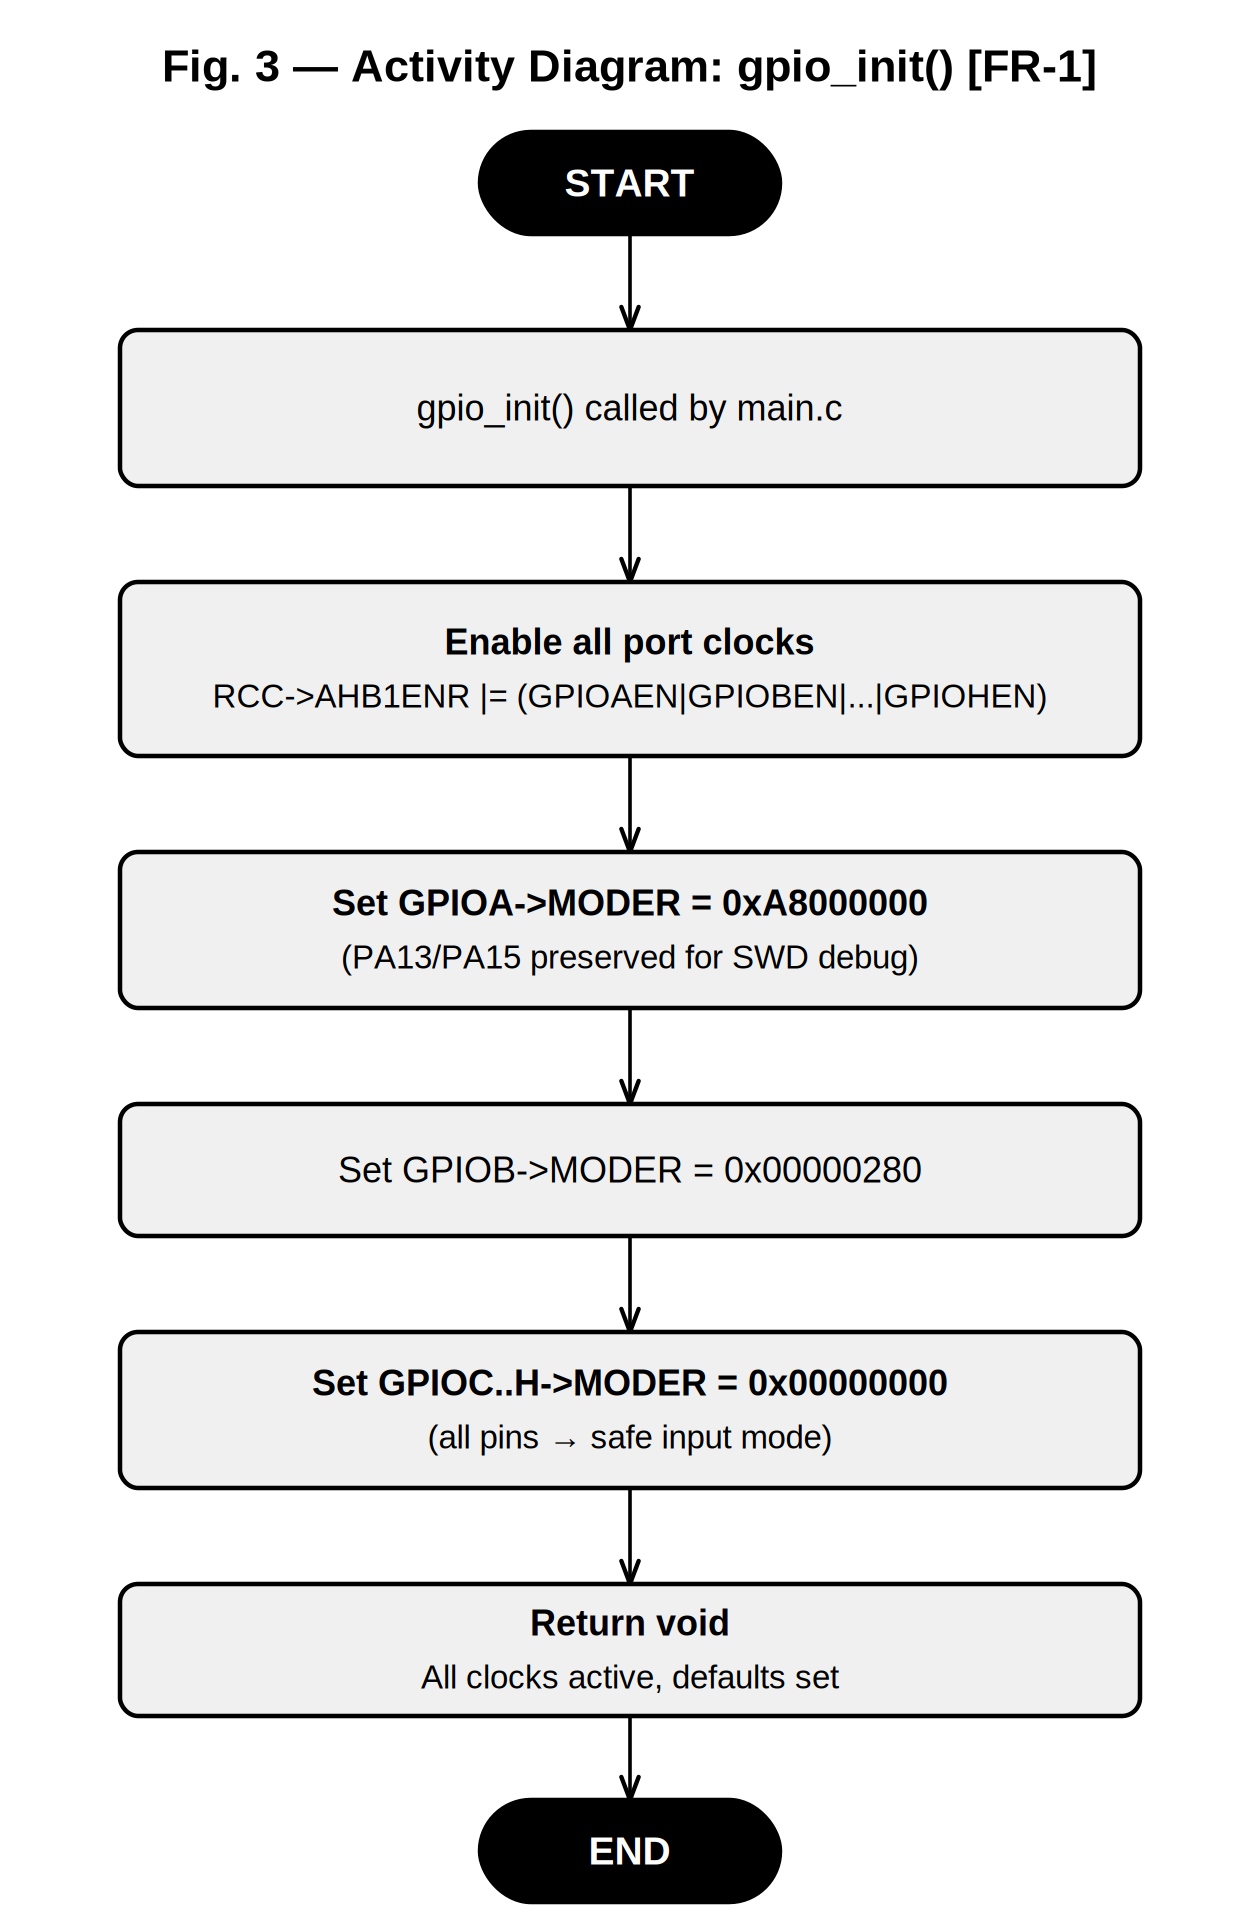 Fig. 3 — Activity Diagram: gpio_init() [FR-1]
START
gpio_init() called by main.c
Enable all port clocks
RCC->AHB1ENR |= (GPIOAEN|GPIOBEN|...|GPIOHEN)
Set GPIOA->MODER = 0xA8000000
(PA13/PA15 preserved for SWD debug)
Set GPIOB->MODER = 0x00000280
Set GPIOC..H->MODER = 0x00000000
(all pins → safe input mode)
Return void
All clocks active, defaults set
END